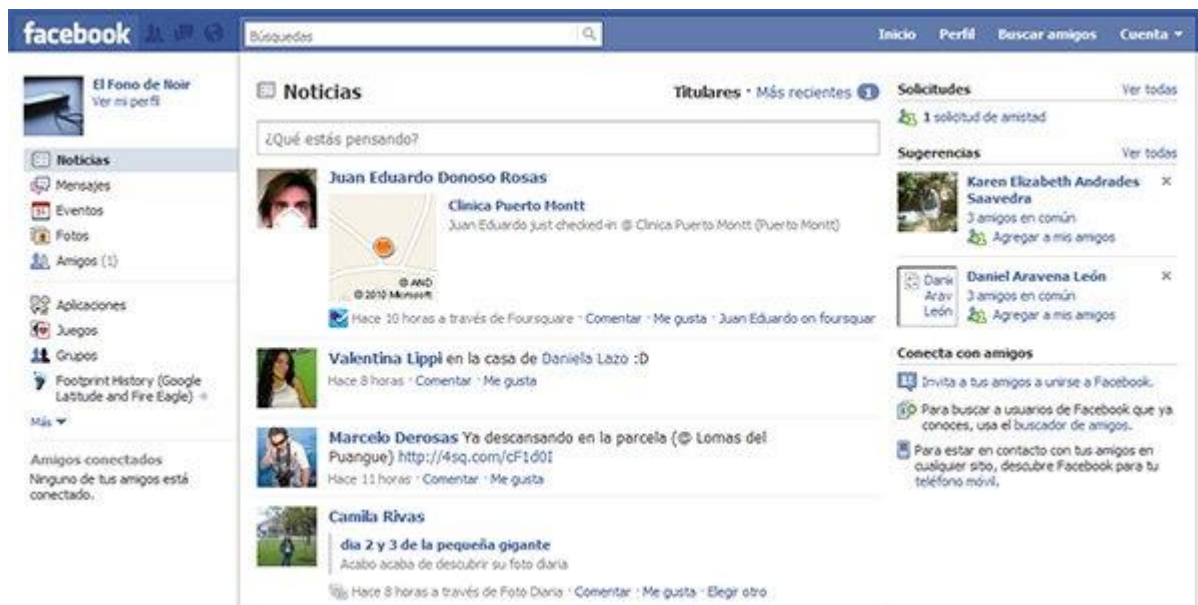 facebook
Búsquedas
Inicio Perfil Buscar amigos Cuenta
El Fono de Noir
Ver mi perfil
Noticias
Mensajes
Eventos
Fotos
Amigos (1)
Aplicaciones
Juegos
Grupos
Footprint History (Google
Latitude and Fire Eagle)
Más
Amigos conectados
Ninguno de tus amigos está
conectado.
Noticias
Titulares · Más recientes 1
¿Qué estás pensando?
Juan Eduardo Donoso Rosas
Clinica Puerto Montt
Juan Eduardo just checked-in @ Clinica Puerto Montt (Puerto Montt)
© AND
© 2010 Microsoft
Hace 10 horas a través de Foursquare · Comentar · Me gusta · Juan Eduardo on foursquar
Valentina Lippi en la casa de Daniela Lazo :D
Hace 8 horas · Comentar · Me gusta
Marcelo Derosas Ya descansando en la parcela (@ Lomas del
Puangue) http://4sq.com/cF1d0I
Hace 11 horas · Comentar · Me gusta
Camila Rivas
dia 2 y 3 de la pequeña gigante
Acabo acaba de descubrir su foto diaria
Hace 8 horas a través de Foto Diaria · Comentar · Me gusta · Elegir otro
Solicitudes Ver todas
1 solicitud de amistad
Sugerencias Ver todas
Karen Elizabeth Andrades
Saavedra
3 amigos en común
Agregar a mis amigos
Danie
Arav
León
Daniel Aravena León
3 amigos en común
Agregar a mis amigos
Conecta con amigos
Invita a tus amigos a unirse a Facebook.
Para buscar a usuarios de Facebook que ya
conoces, usa el buscador de amigos.
Para estar en contacto con tus amigos en
cualquier sitio, descubre Facebook para tu
teléfono móvil.